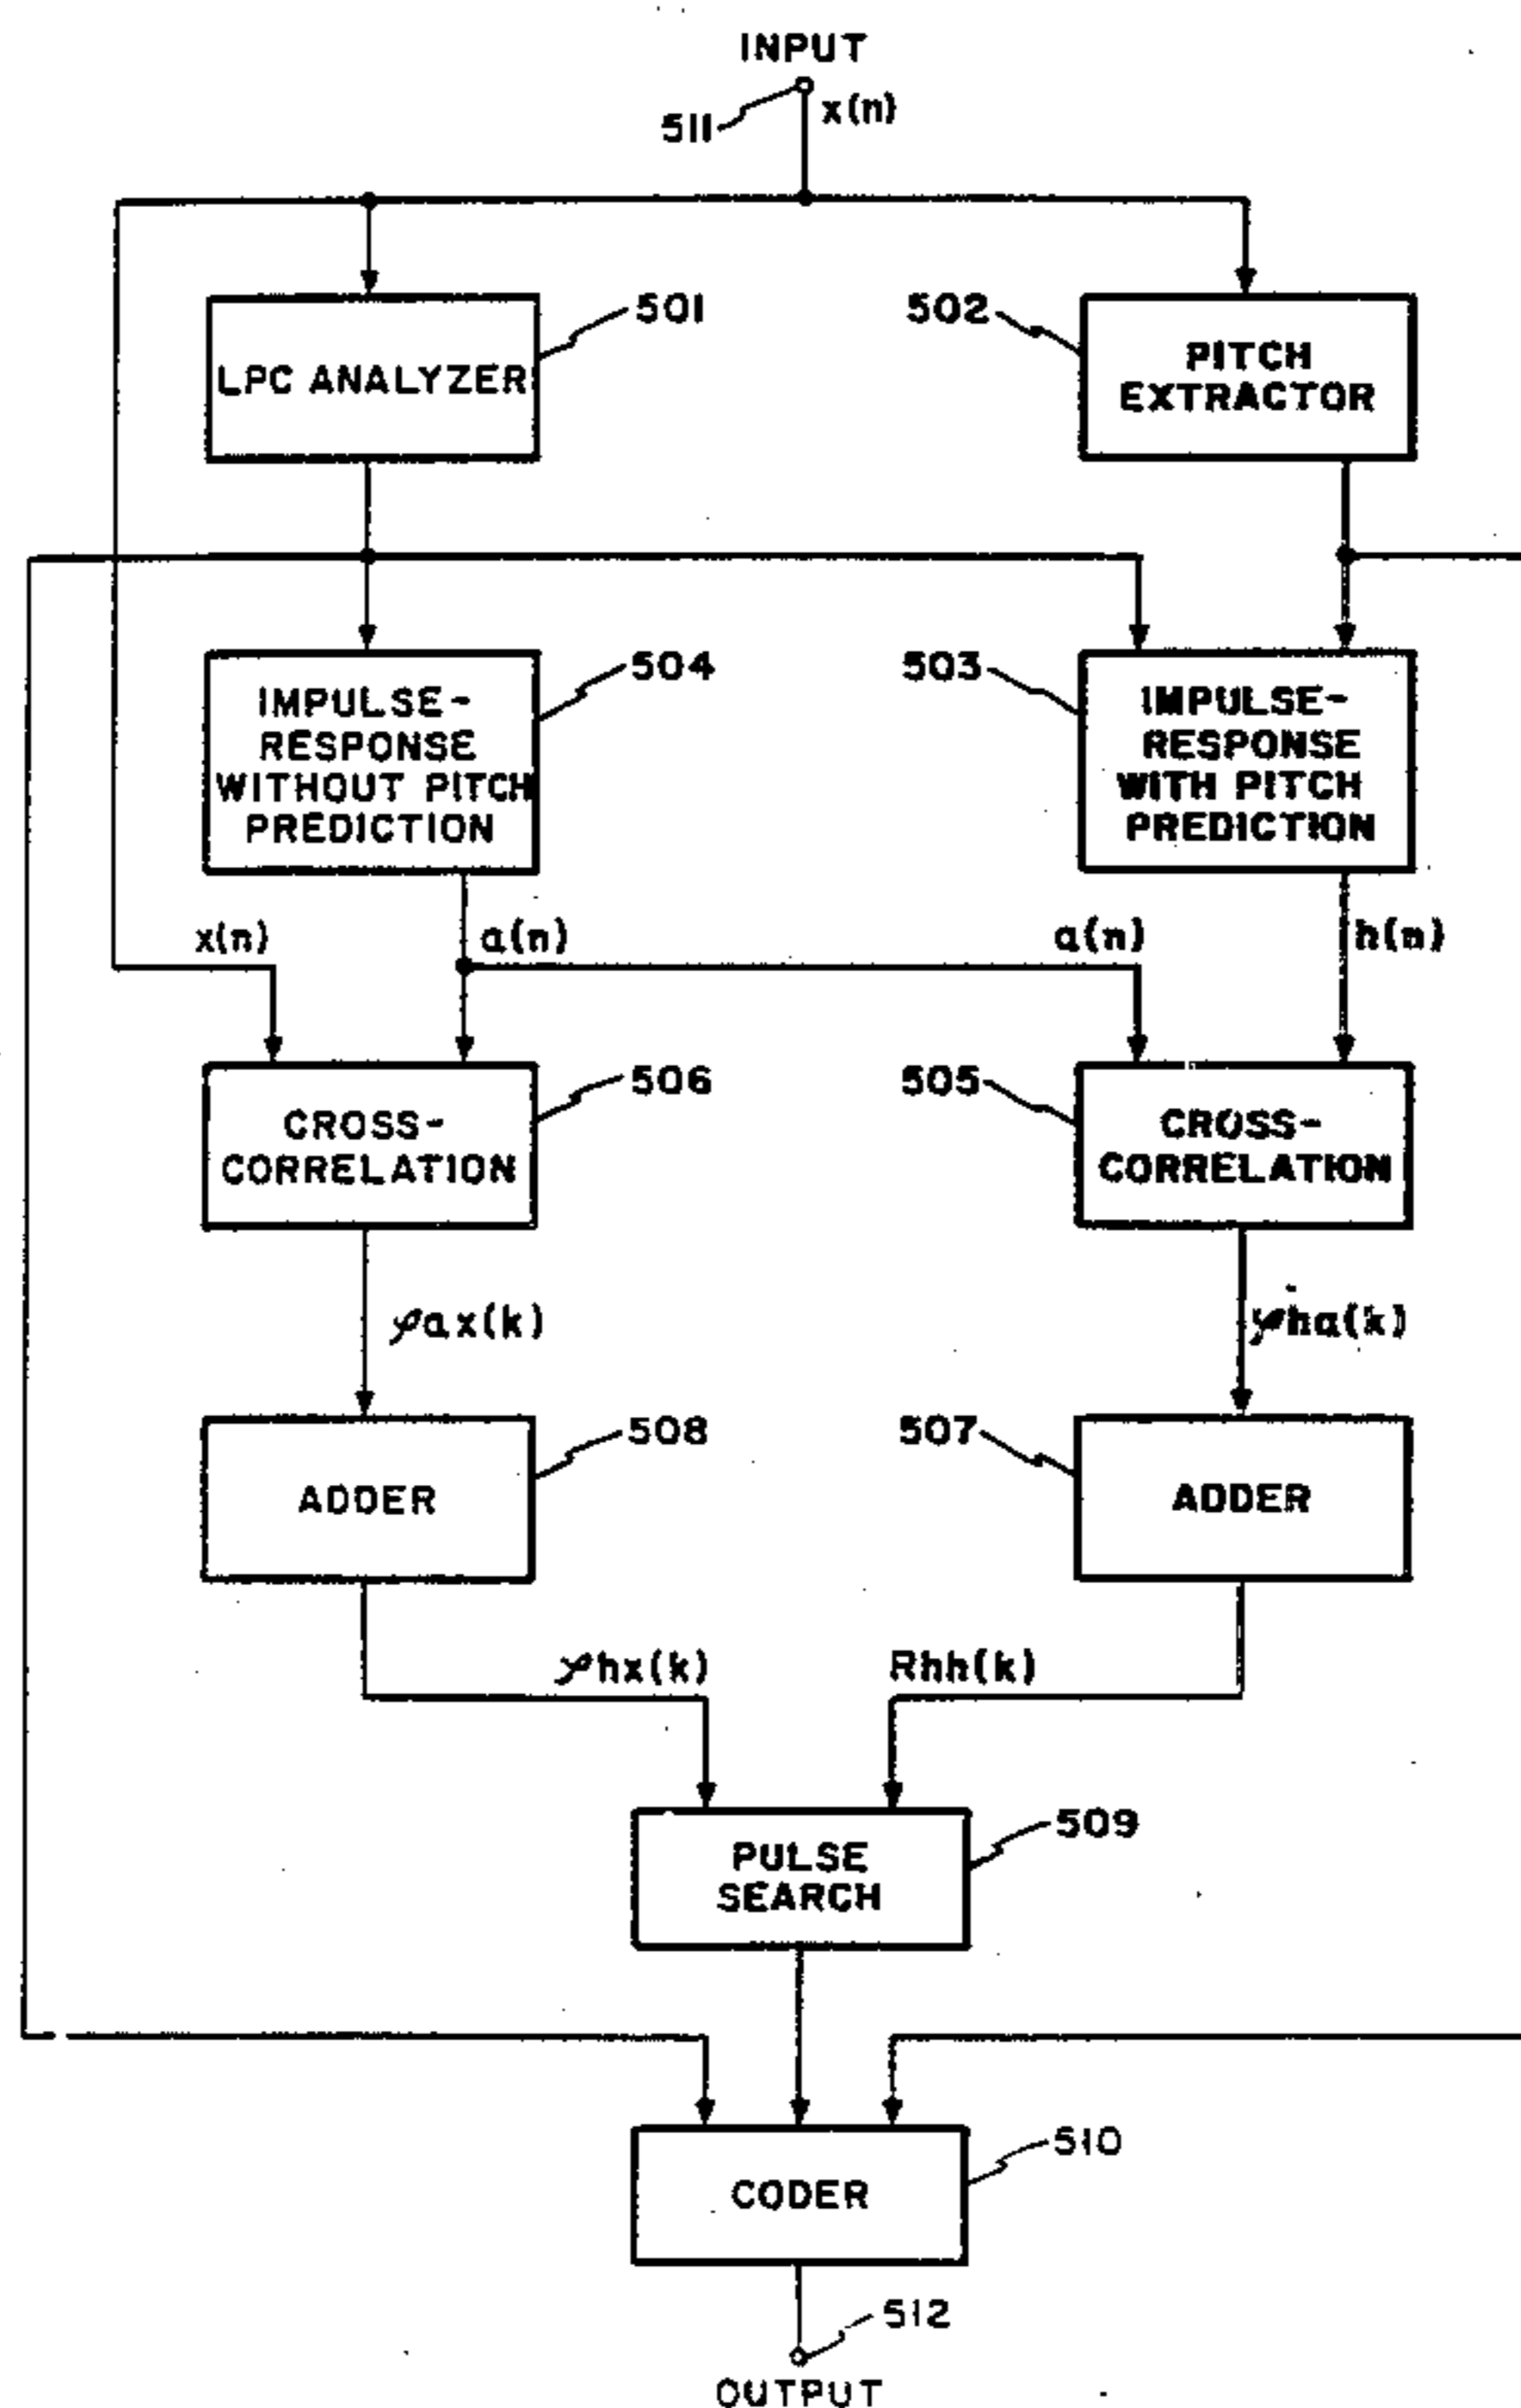 INPUT
511
x(n)
501
502
LPC ANALYZER
PITCH
EXTRACTOR
504
503
IMPULSE-
RESPONSE
WITHOUT PITCH
PREDICTION
IMPULSE-
RESPONSE
WITH PITCH
PREDICTION
x(n)
a(n)
a(n)
h(n)
506
505
CROSS-
CORRELATION
CROSS-
CORRELATION
φax(k)
φha(k)
508
507
ADDER
ADDER
φhx(k)
Rhh(k)
509
PULSE
SEARCH
510
CODER
512
OUTPUT